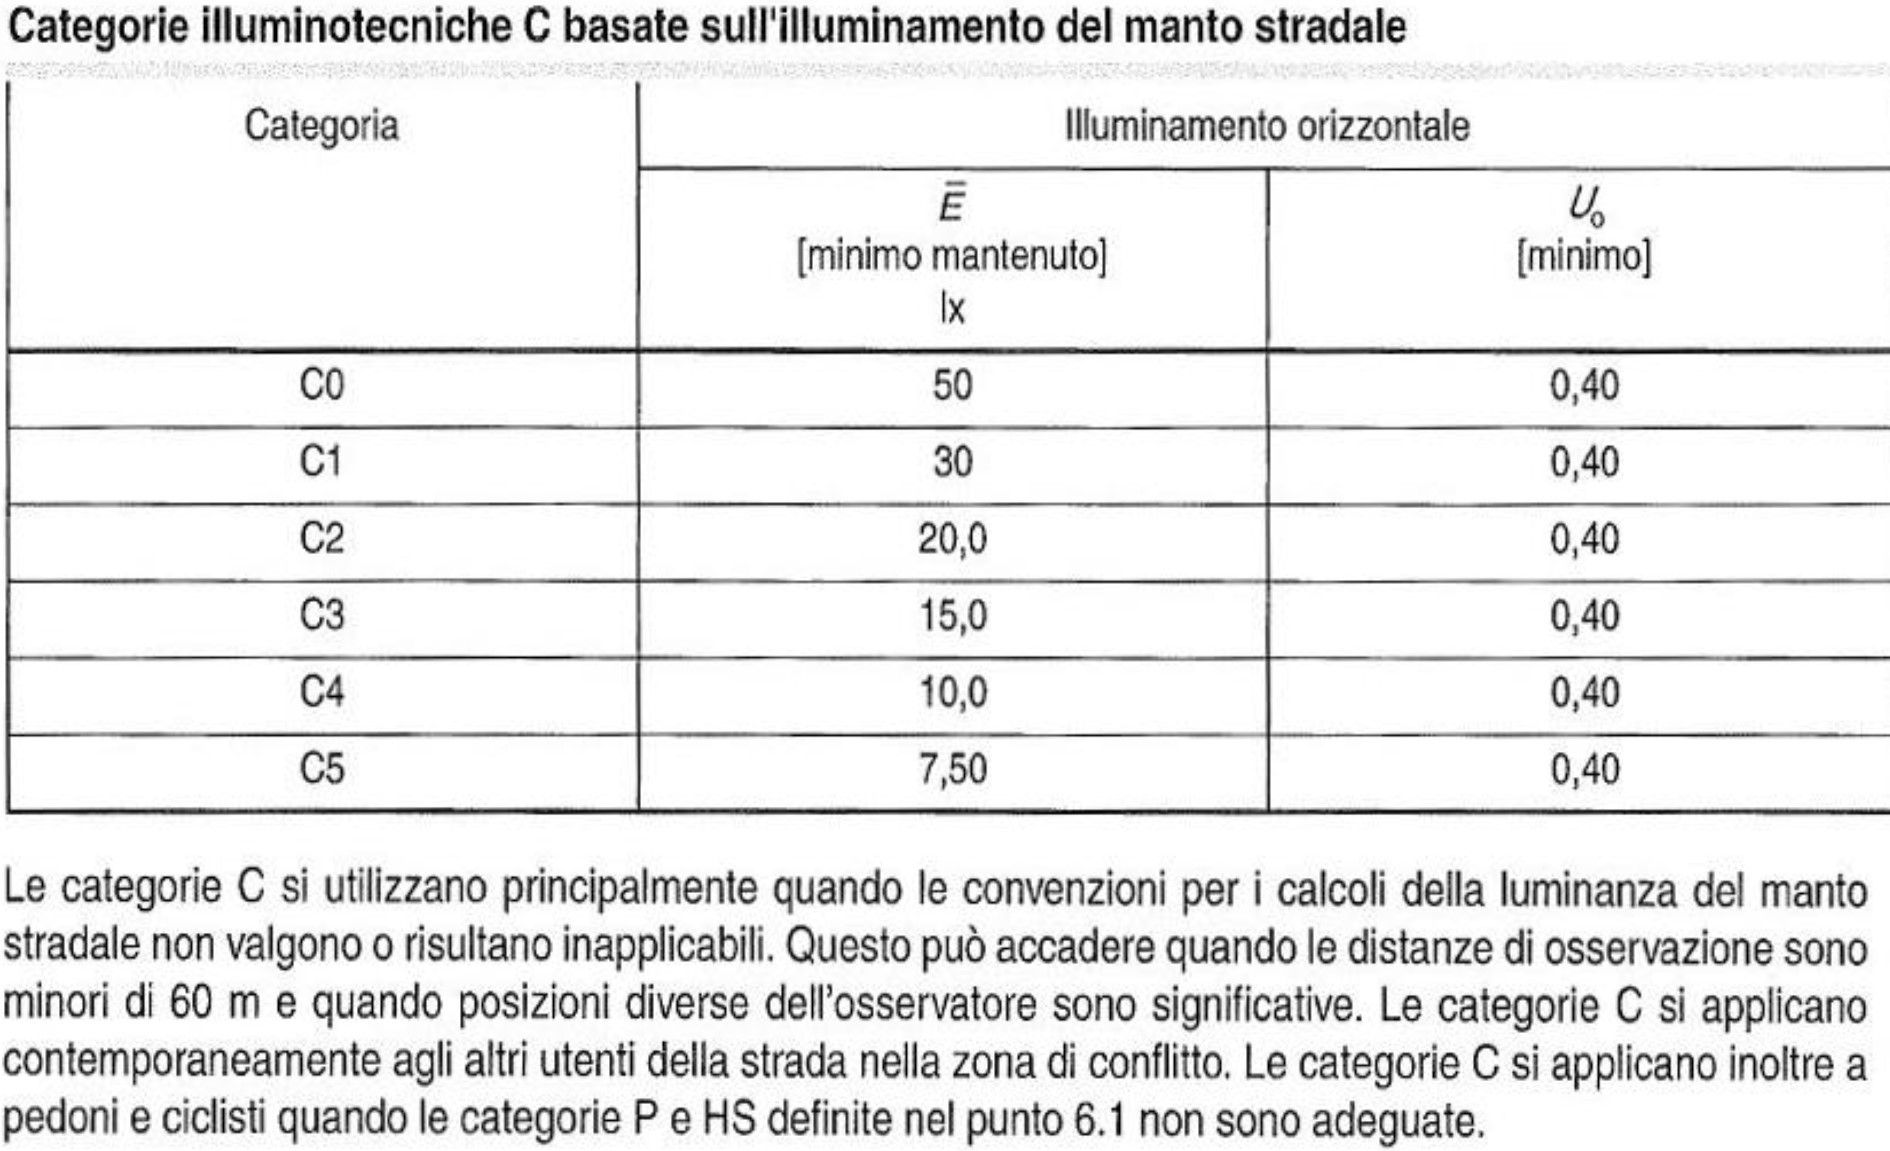 Categorie illuminotecniche C basate sull'illuminamento del manto stradale
Categoria Illuminamento orizzontale
Ē U₀
[minimo mantenuto] [minimo]
lx
C0 50 0,40
C1 30 0,40
C2 20,0 0,40
C3 15,0 0,40
C4 10,0 0,40
C5 7,50 0,40
Le categorie C si utilizzano principalmente quando le convenzioni per i calcoli della luminanza del manto
stradale non valgono o risultano inapplicabili. Questo può accadere quando le distanze di osservazione sono
minori di 60 m e quando posizioni diverse dell'osservatore sono significative. Le categorie C si applicano
contemporaneamente agli altri utenti della strada nella zona di conflitto. Le categorie C si applicano inoltre a
pedoni e ciclisti quando le categorie P e HS definite nel punto 6.1 non sono adeguate.